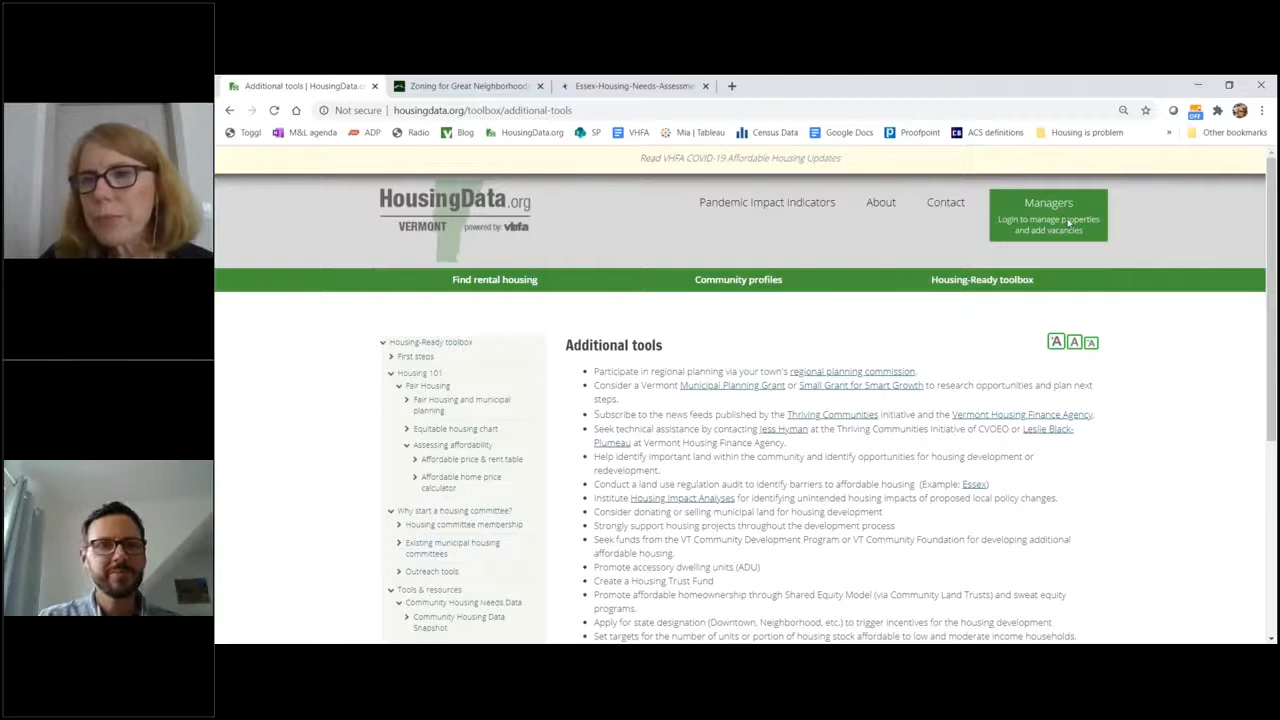 Additional tools | HousingData.o
Zoning for Great Neighborhood
Essex-Housing-Needs-Assessm
Not secure housingdata.org/toolbox/additional-tools
Toggl M&L agenda ADP Radio Blog HousingData.org SP VHFA Mia | Tableau Census Data Google Docs Proofpoint ACS definitions Housing is problem » Other bookmarks
OFF
Read VHFA COVID-19 Affordable Housing Updates
HousingData.org
VERMONT powered by: vhfa
Pandemic Impact Indicators About Contact
Managers
Login to manage properties
and add vacancies
Find rental housing Community profiles Housing-Ready toolbox
Housing-Ready toolbox
First steps
Housing 101
Fair Housing
Fair Housing and municipal
planning
Equitable housing chart
Assessing affordability
Affordable price & rent table
Affordable home price
calculator
Why start a housing committee?
Housing committee membership
Existing municipal housing
committees
Outreach tools
Tools & resources
Community Housing Needs Data
Community Housing Data
Snapshot
Additional tools
A A A
Participate in regional planning via your town's regional planning commission.
Consider a Vermont Municipal Planning Grant or Small Grant for Smart Growth to research opportunities and plan next
steps.
Subscribe to the news feeds published by the Thriving Communities initiative and the Vermont Housing Finance Agency.
Seek technical assistance by contacting Jess Hyman at the Thriving Communities Initiative of CVOEO or Leslie Black-
Plumeau at Vermont Housing Finance Agency.
Help identify important land within the community and identify opportunities for housing development or
redevelopment.
Conduct a land use regulation audit to identify barriers to affordable housing (Example: Essex)
Institute Housing Impact Analyses for identifying unintended housing impacts of proposed local policy changes.
Consider donating or selling municipal land for housing development
Strongly support housing projects throughout the development process
Seek funds from the VT Community Development Program or VT Community Foundation for developing additional
affordable housing.
Promote accessory dwelling units (ADU)
Create a Housing Trust Fund
Promote affordable homeownership through Shared Equity Model (via Community Land Trusts) and sweat equity
programs.
Apply for state designation (Downtown, Neighborhood, etc.) to trigger incentives for the housing development
Set targets for the number of units or portion of housing stock affordable to low and moderate income households.